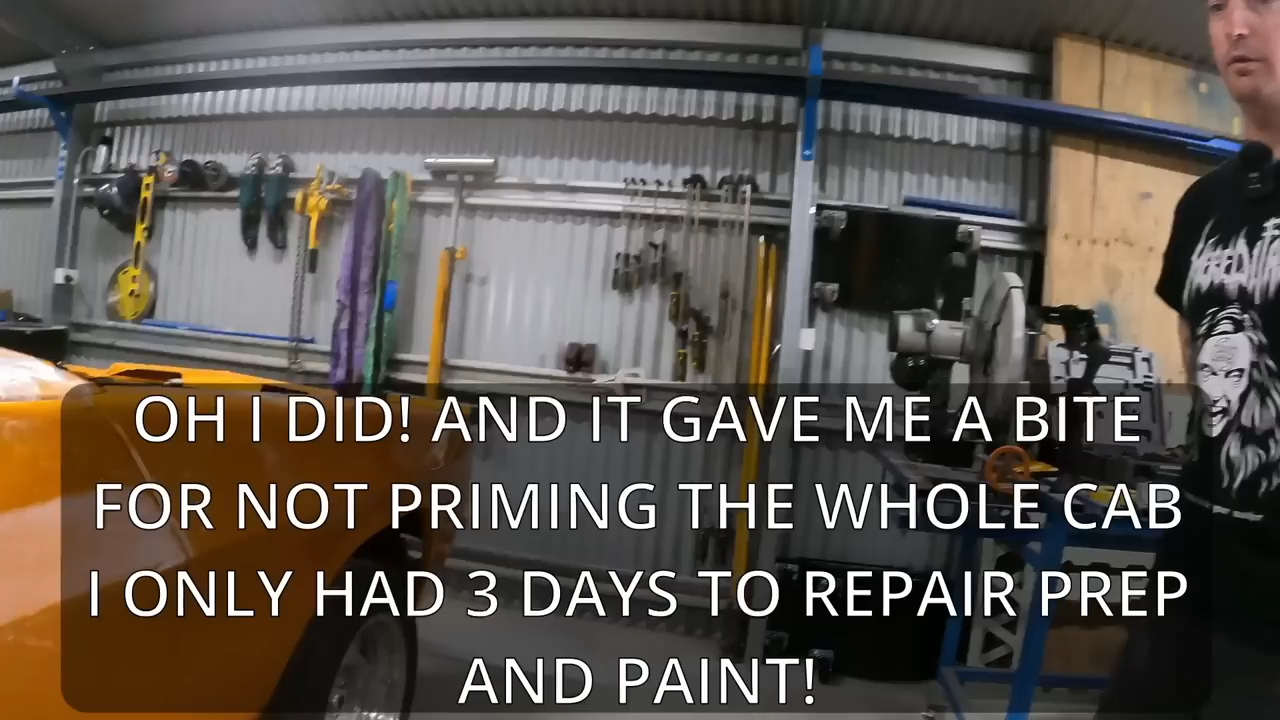 OH I DID! AND IT GAVE ME A BITE
FOR NOT PRIMING THE WHOLE CAB
I ONLY HAD 3 DAYS TO REPAIR PREP
AND PAINT!